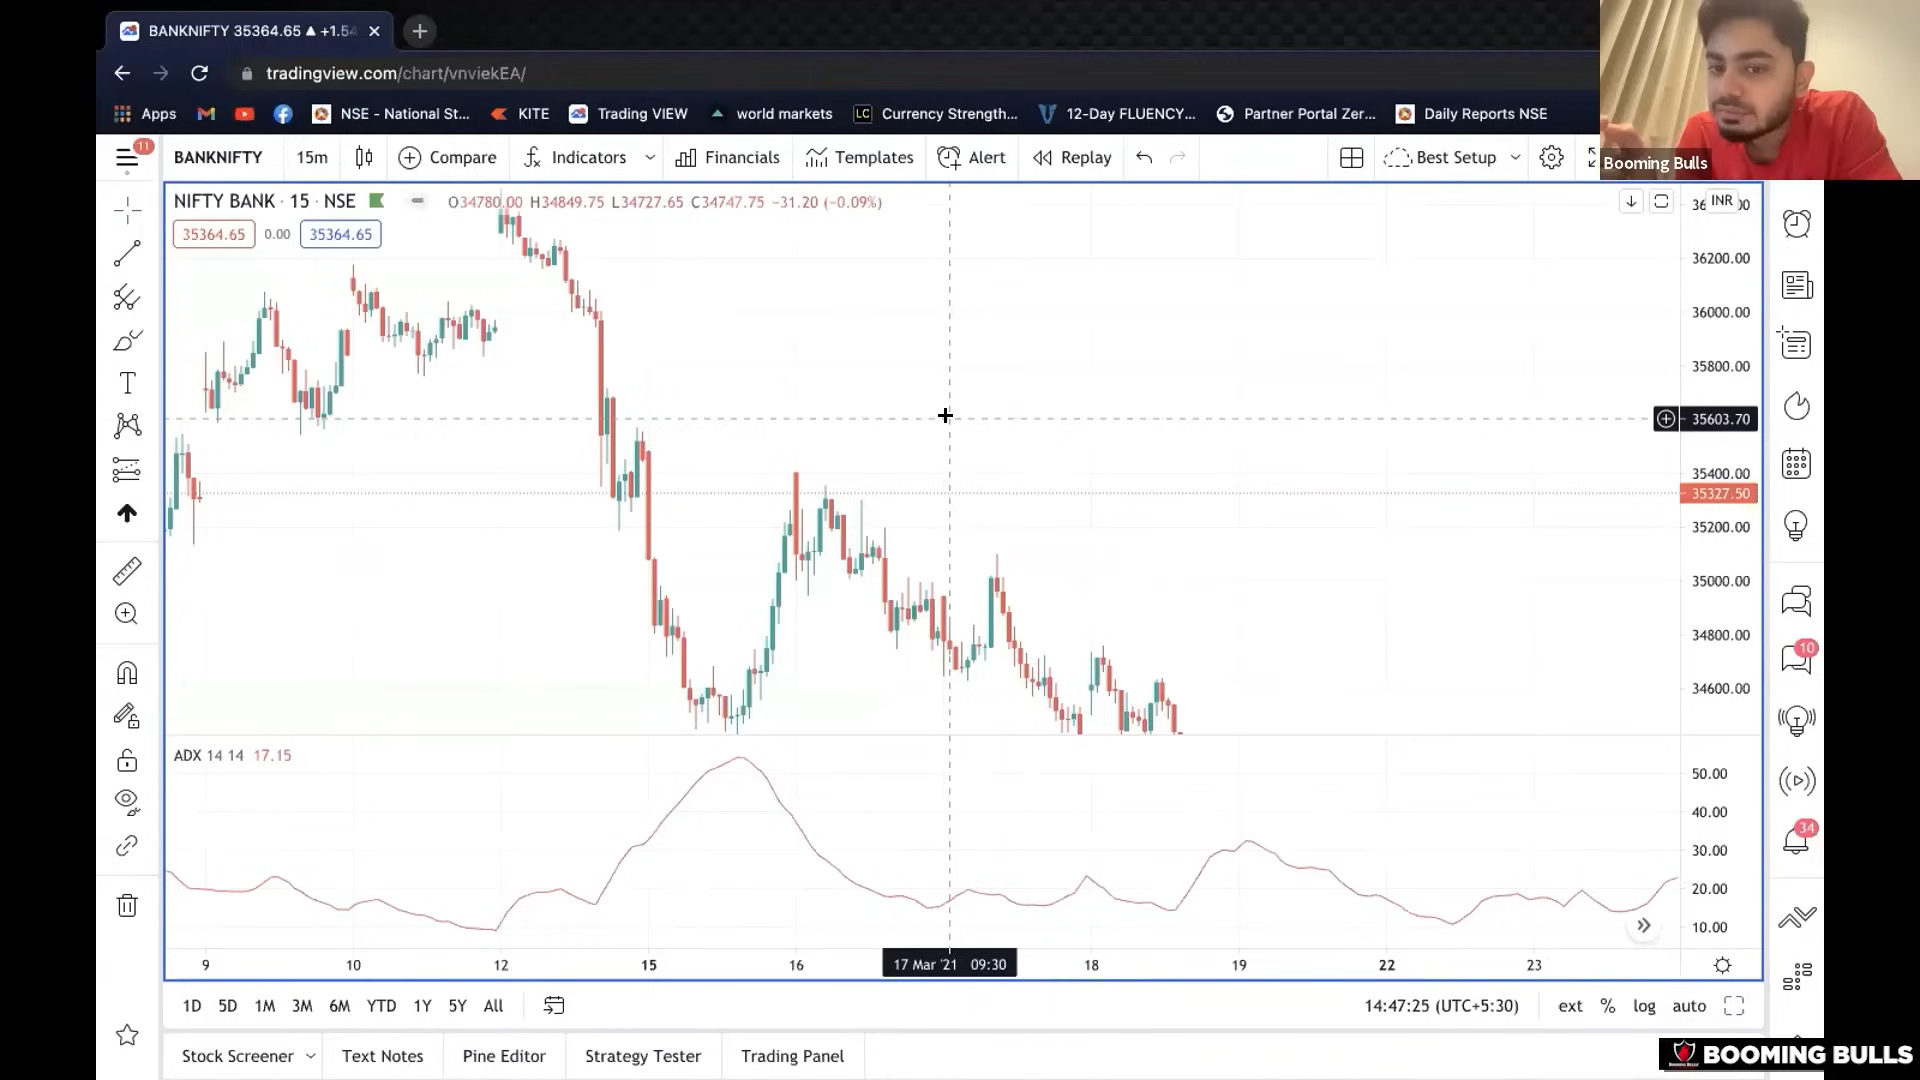 BANKNIFTY 35364.65 ▲ +1.54
tradingview.com/chart/vnviekEA/
Apps NSE - National St... KITE Trading VIEW world markets LC Currency Strength... 12-Day FLUENCY... Partner Portal Zer... Daily Reports NSE
11
BANKNIFTY 15m Compare Indicators Financials Templates Alert Replay Best Setup
Booming Bulls
NIFTY BANK · 15 · NSE O34780.00 H34849.75 L34727.65 C34747.75 −31.20 (−0.09%)
INR
35364.65 0.00 35364.65
36200.00
36000.00
35800.00
35603.70
35400.00
35327.50
35200.00
35000.00
34800.00
34600.00
10
34
ADX 14 14 17.15
50.00
40.00
30.00
20.00
10.00
9 10 12 15 16 17 Mar '21 09:30 18 19 22 23
1D 5D 1M 3M 6M YTD 1Y 5Y All 14:47:25 (UTC+5:30) ext % log auto
Stock Screener Text Notes Pine Editor Strategy Tester Trading Panel
BOOMING BULLS